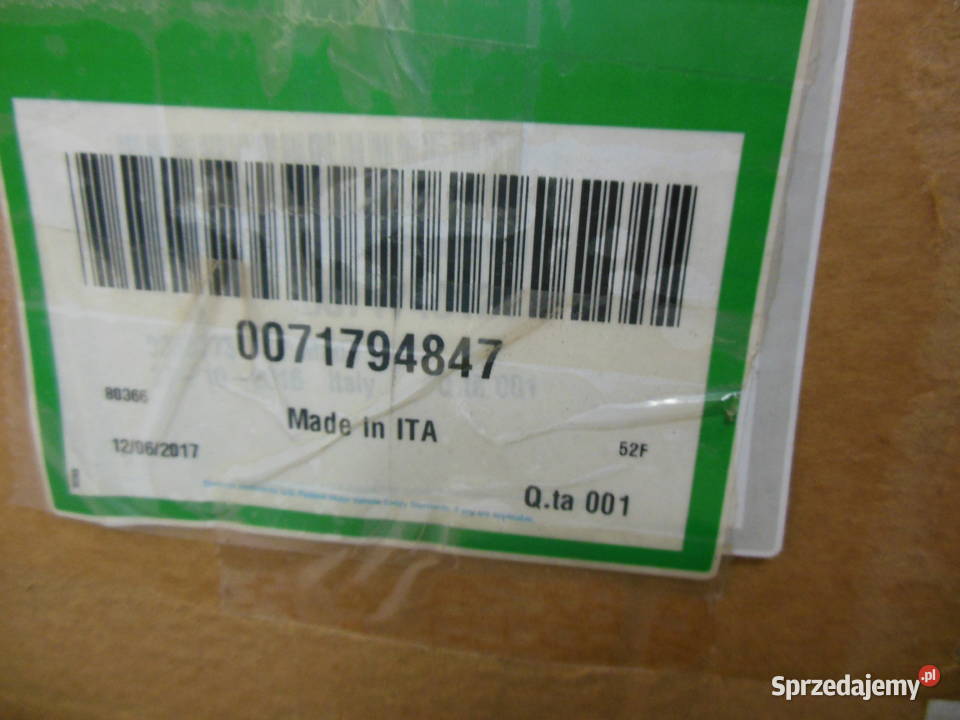 0071794847
80366
Made in ITA
12/06/2017
52F
Q.ta 001
Sprzedajemy.pl